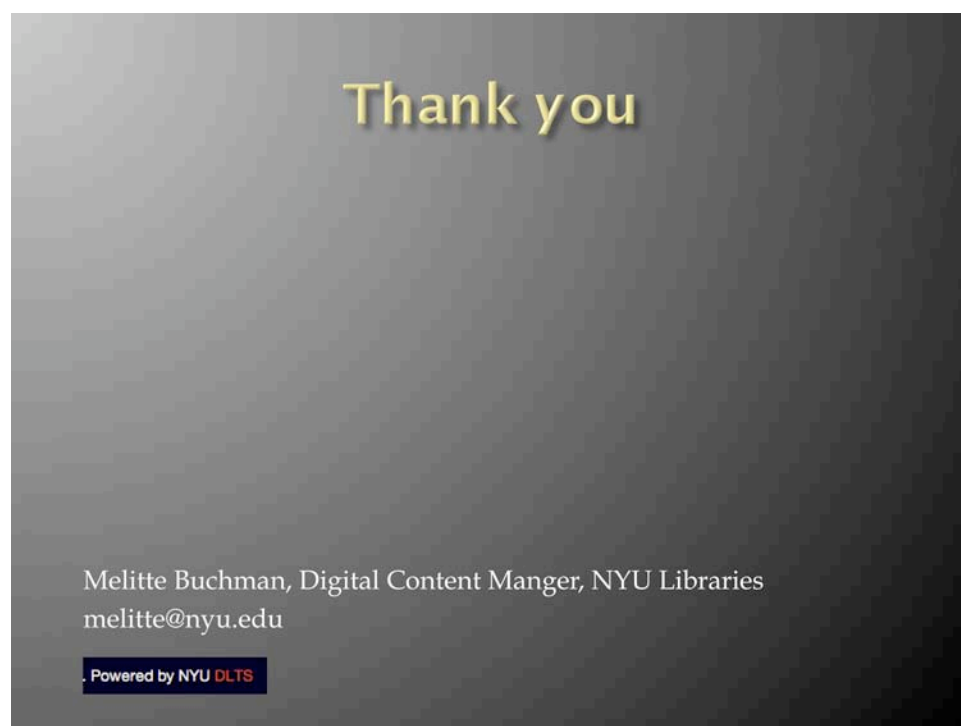 Thank you
Melitte Buchman, Digital Content Manger, NYU Libraries
melitte@nyu.edu
. Powered by NYU DLTS